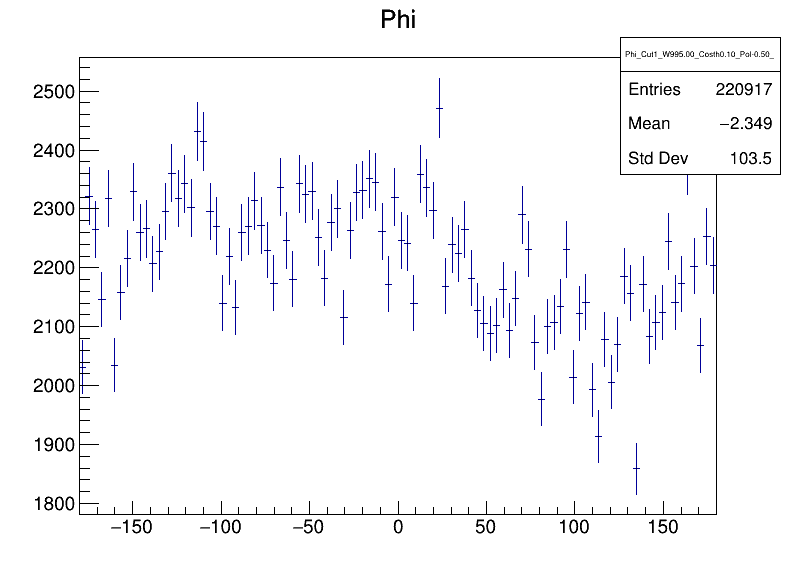 Phi
Phi_Cut1_W995.00_Costh0.10_Pol-0.50_
Entries 220917
Mean −2.349
Std Dev 103.5
2500
2400
2300
2200
2100
2000
1900
1800
−150 −100 −50 0 50 100 150